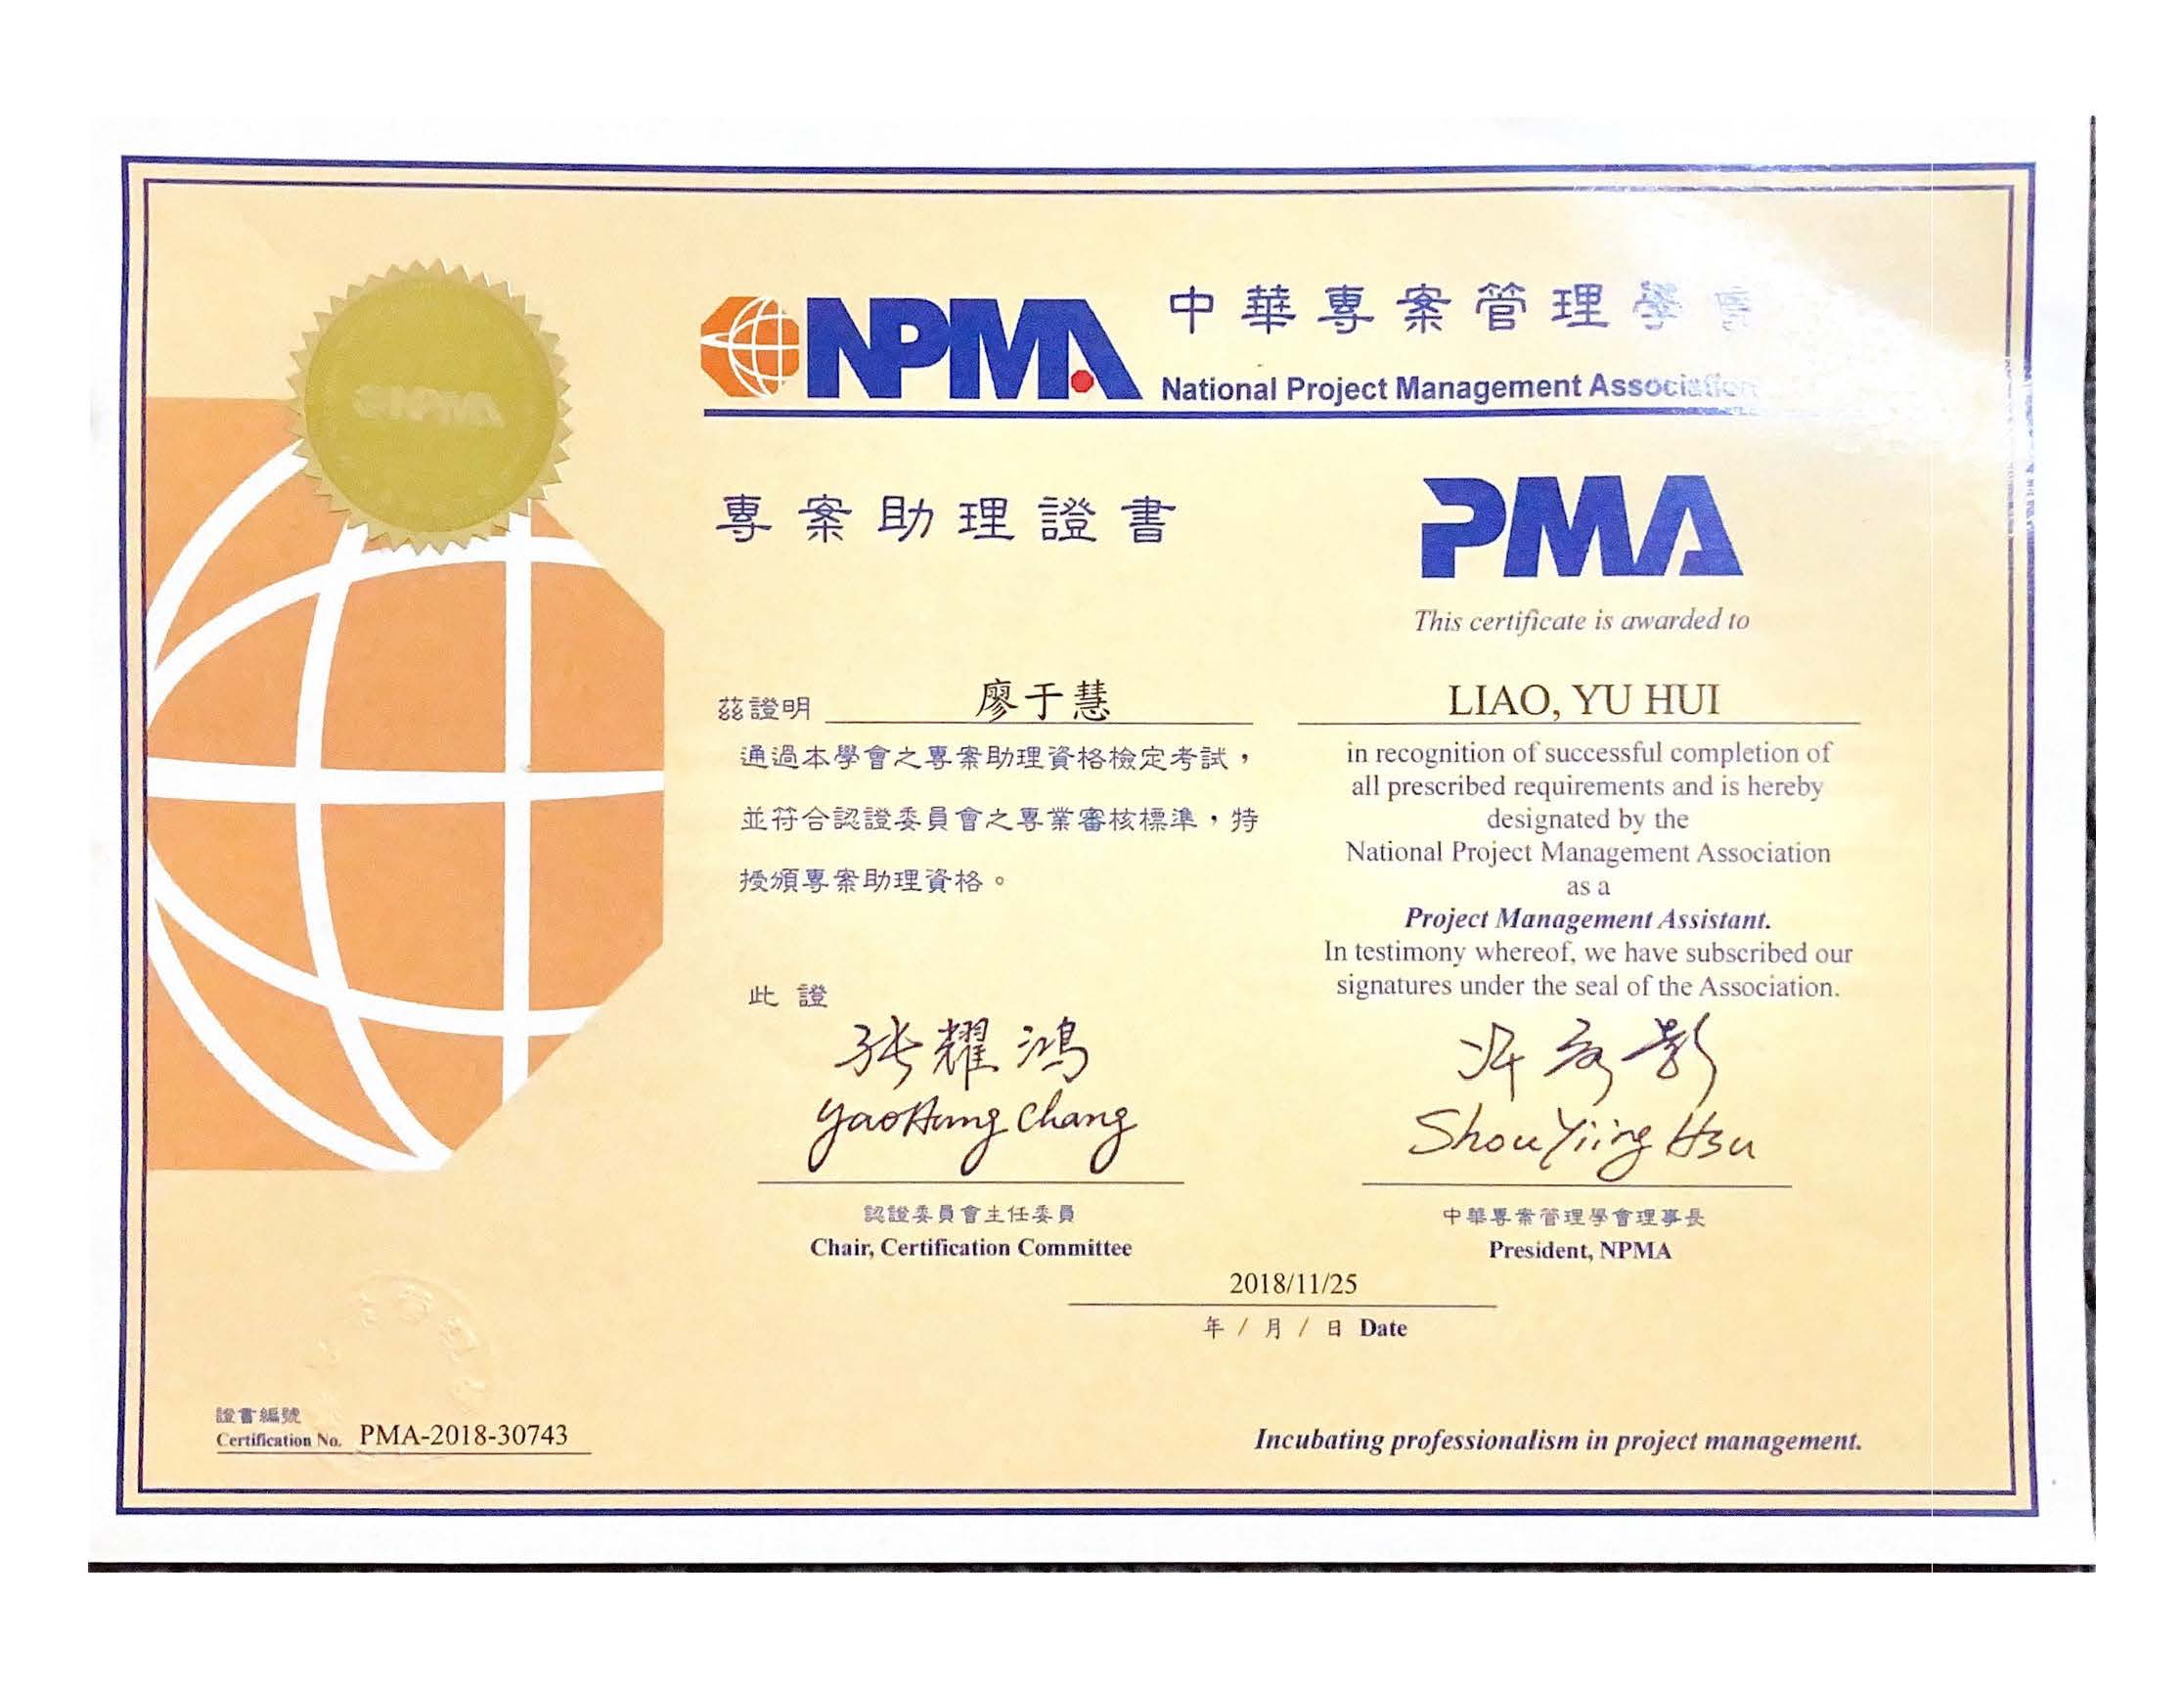 NPMA
NPMA 中華專案管理學會
National Project Management Association
專案助理證書
PMA
This certificate is awarded to
茲證明 廖于慧
通過本學會之專案助理資格檢定考試，
並符合認證委員會之專業審核標準，特
授頒專案助理資格。
LIAO, YU HUI
in recognition of successful completion of
all prescribed requirements and is hereby
designated by the
National Project Management Association
as a
Project Management Assistant.
In testimony whereof, we have subscribed our
signatures under the seal of the Association.
此證
張耀鴻
YaoHung Chang
認證委員會主任委員
Chair, Certification Committee
Shou Yiing Hsu
中華專案管理學會理事長
President, NPMA
2018/11/25
年 / 月 / 日 Date
證書編號
Certification No. PMA-2018-30743
Incubating professionalism in project management.